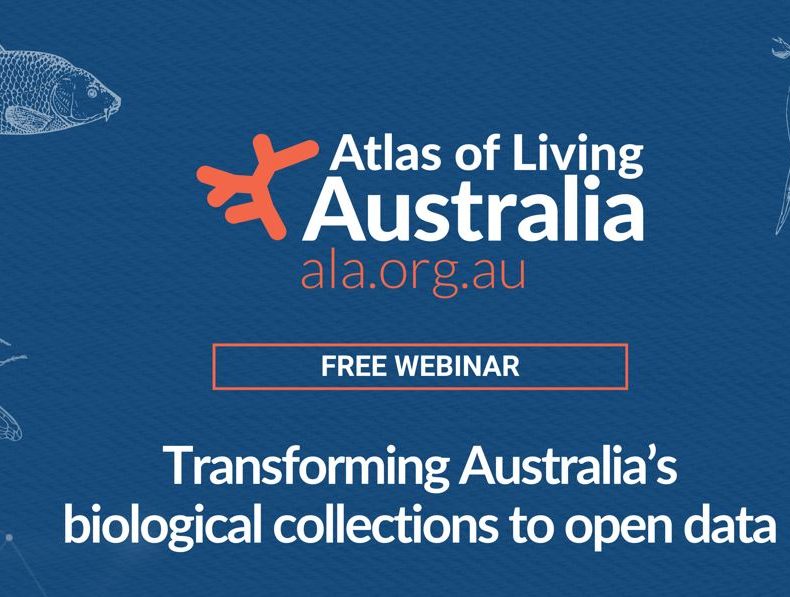 Atlas of Living
Australia
ala.org.au
FREE WEBINAR
Transforming Australia’s
biological collections to open data